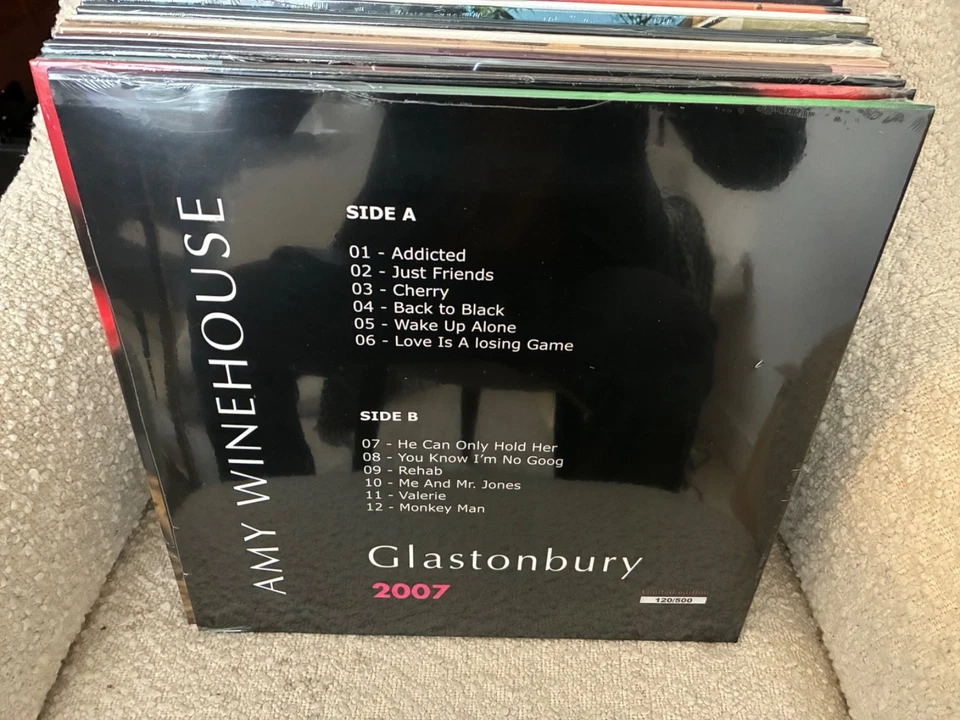 AMY WINEHOUSE
SIDE A
01 - Addicted
02 - Just Friends
03 - Cherry
04 - Back to Black
05 - Wake Up Alone
06 - Love Is A losing Game
SIDE B
07 - He Can Only Hold Her
08 - You Know I'm No Goog
09 - Rehab
10 - Me And Mr. Jones
11 - Valerie
12 - Monkey Man
Glastonbury
2007
Limited edition
120/500